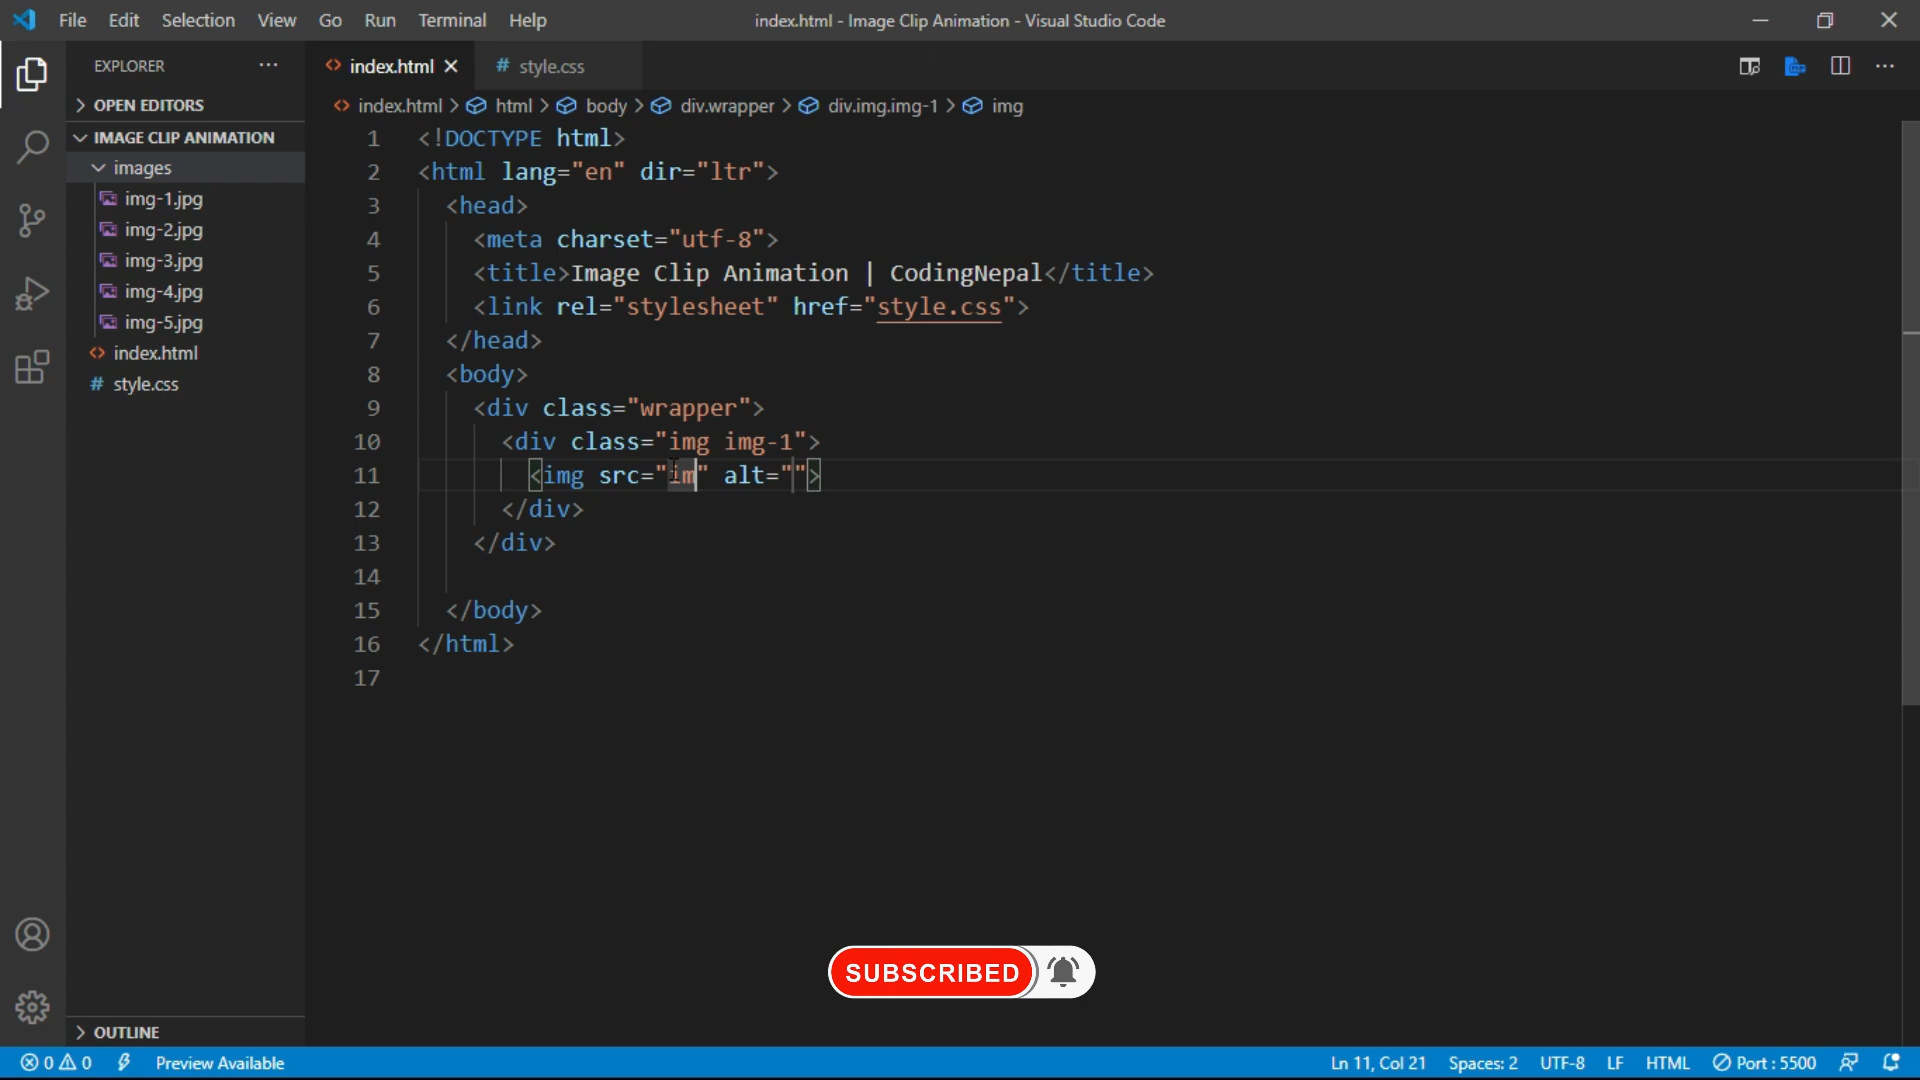 File Edit Selection View Go Run Terminal Help
index.html - Image Clip Animation - Visual Studio Code
EXPLORER
OPEN EDITORS
IMAGE CLIP ANIMATION
images
img-1.jpg
img-2.jpg
img-3.jpg
img-4.jpg
img-5.jpg
index.html
style.css
OUTLINE
index.html
style.css
index.html > html > body > div.wrapper > div.img.img-1 > img
1 <!DOCTYPE html>
2 <html lang="en" dir="ltr">
3 <head>
4 <meta charset="utf-8">
5 <title>Image Clip Animation | CodingNepal</title>
6 <link rel="stylesheet" href="style.css">
7 </head>
8 <body>
9 <div class="wrapper">
10 <div class="img img-1">
11 <img src="im" alt="">
12 </div>
13 </div>
14
15 </body>
16 </html>
17
SUBSCRIBED
0 0 Preview Available
Ln 11, Col 21 Spaces: 2 UTF-8 LF HTML Port : 5500